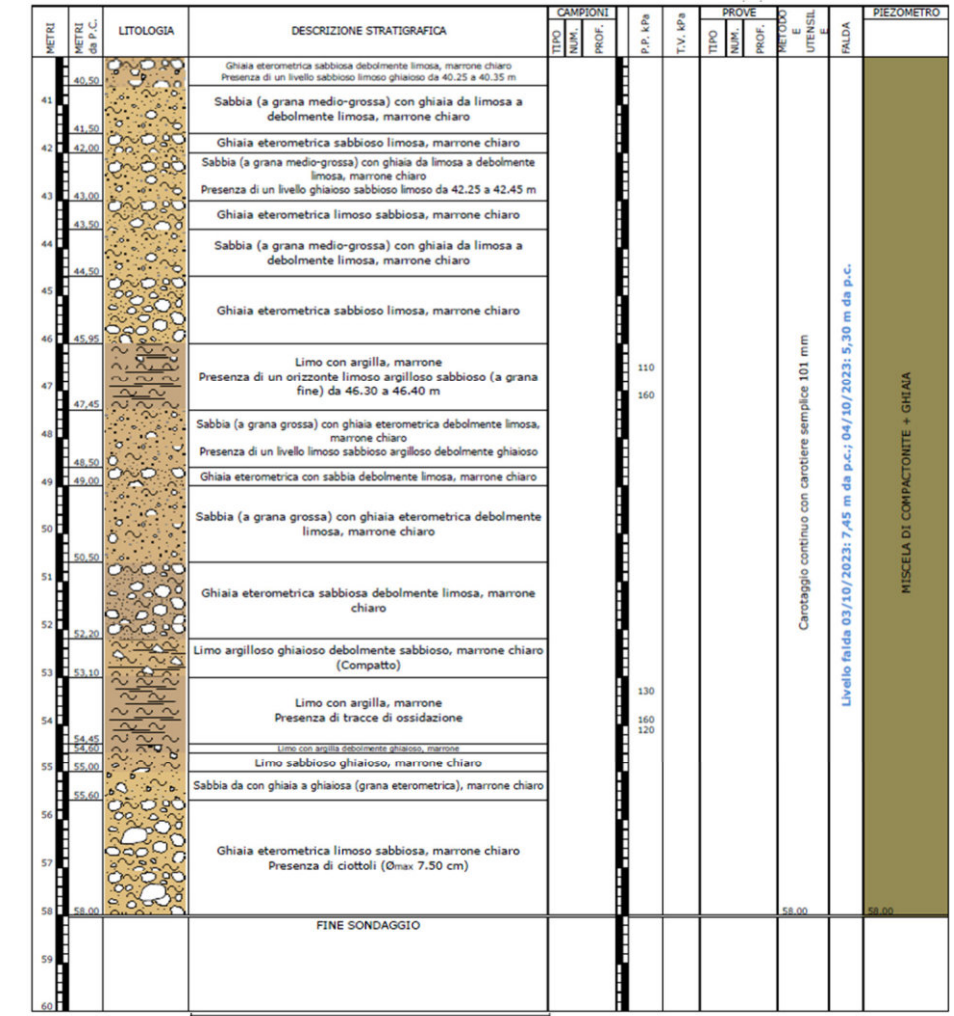 CAMPIONI
PROVE
PIEZOMETRO
METRI
METRI da P.C.
LITOLOGIA
DESCRIZIONE STRATIGRAFICA
TIPO
NUM.
PROF.
P.P. kPa
T.V. kPa
TIPO
NUM.
PROF.
METODO
E
UTENSIL
E
FALDA
Ghiaia eterometrica sabbiosa debolmente limosa, marrone chiaro
Presenza di un livello sabbioso limoso ghiaioso da 40.25 a 40.35 m
40,50
41
Sabbia (a grana medio-grossa) con ghiaia da limosa a
debolmente limosa, marrone chiaro
41,50
Ghiaia eterometrica sabbioso limosa, marrone chiaro
42
42,00
Sabbia (a grana medio-grossa) con ghiaia da limosa a debolmente
limosa, marrone chiaro
Presenza di un livello ghiaioso sabbioso limoso da 42.25 a 42.45 m
43
43,00
Ghiaia eterometrica limoso sabbiosa, marrone chiaro
43,50
44
Sabbia (a grana medio-grossa) con ghiaia da limosa a
debolmente limosa, marrone chiaro
44,50
45
Ghiaia eterometrica sabbioso limosa, marrone chiaro
46
45,95
Limo con argilla, marrone
Presenza di un orizzonte limoso argilloso sabbioso (a grana
fine) da 46.30 a 46.40 m
110
47
160
47,45
Sabbia (a grana grossa) con ghiaia eterometrica debolmente limosa,
marrone chiaro
Presenza di un livello limoso sabbioso argilloso debolmente ghiaioso
48
48,50
Ghiaia eterometrica con sabbia debolmente limosa, marrone chiaro
49
49,00
Sabbia (a grana grossa) con ghiaia eterometrica debolmente
limosa, marrone chiaro
50
50,50
51
Ghiaia eterometrica sabbiosa debolmente limosa, marrone
chiaro
52
52,20
Limo argilloso ghiaioso debolmente sabbioso, marrone chiaro
(Compatto)
53
53,10
Limo con argilla, marrone
Presenza di tracce di ossidazione
130
54
160
120
54,45
54,60
Limo con argilla debolmente ghiaioso, marrone
55
55,00
Limo sabbioso ghiaioso, marrone chiaro
Sabbia da con ghiaia a ghiaiosa (grana eterometrica), marrone chiaro
55,60
56
Ghiaia eterometrica limoso sabbiosa, marrone chiaro
Presenza di ciottoli (Ømax 7.50 cm)
57
58
58.00
58.00
58.00
FINE SONDAGGIO
59
60
Carotaggio continuo con carotiere semplice 101 mm
Livello falda 03/10/2023: 7,45 m da p.c.; 04/10/2023: 5,30 m da p.c.
MISCELA DI COMPACTONITE + GHIAIA